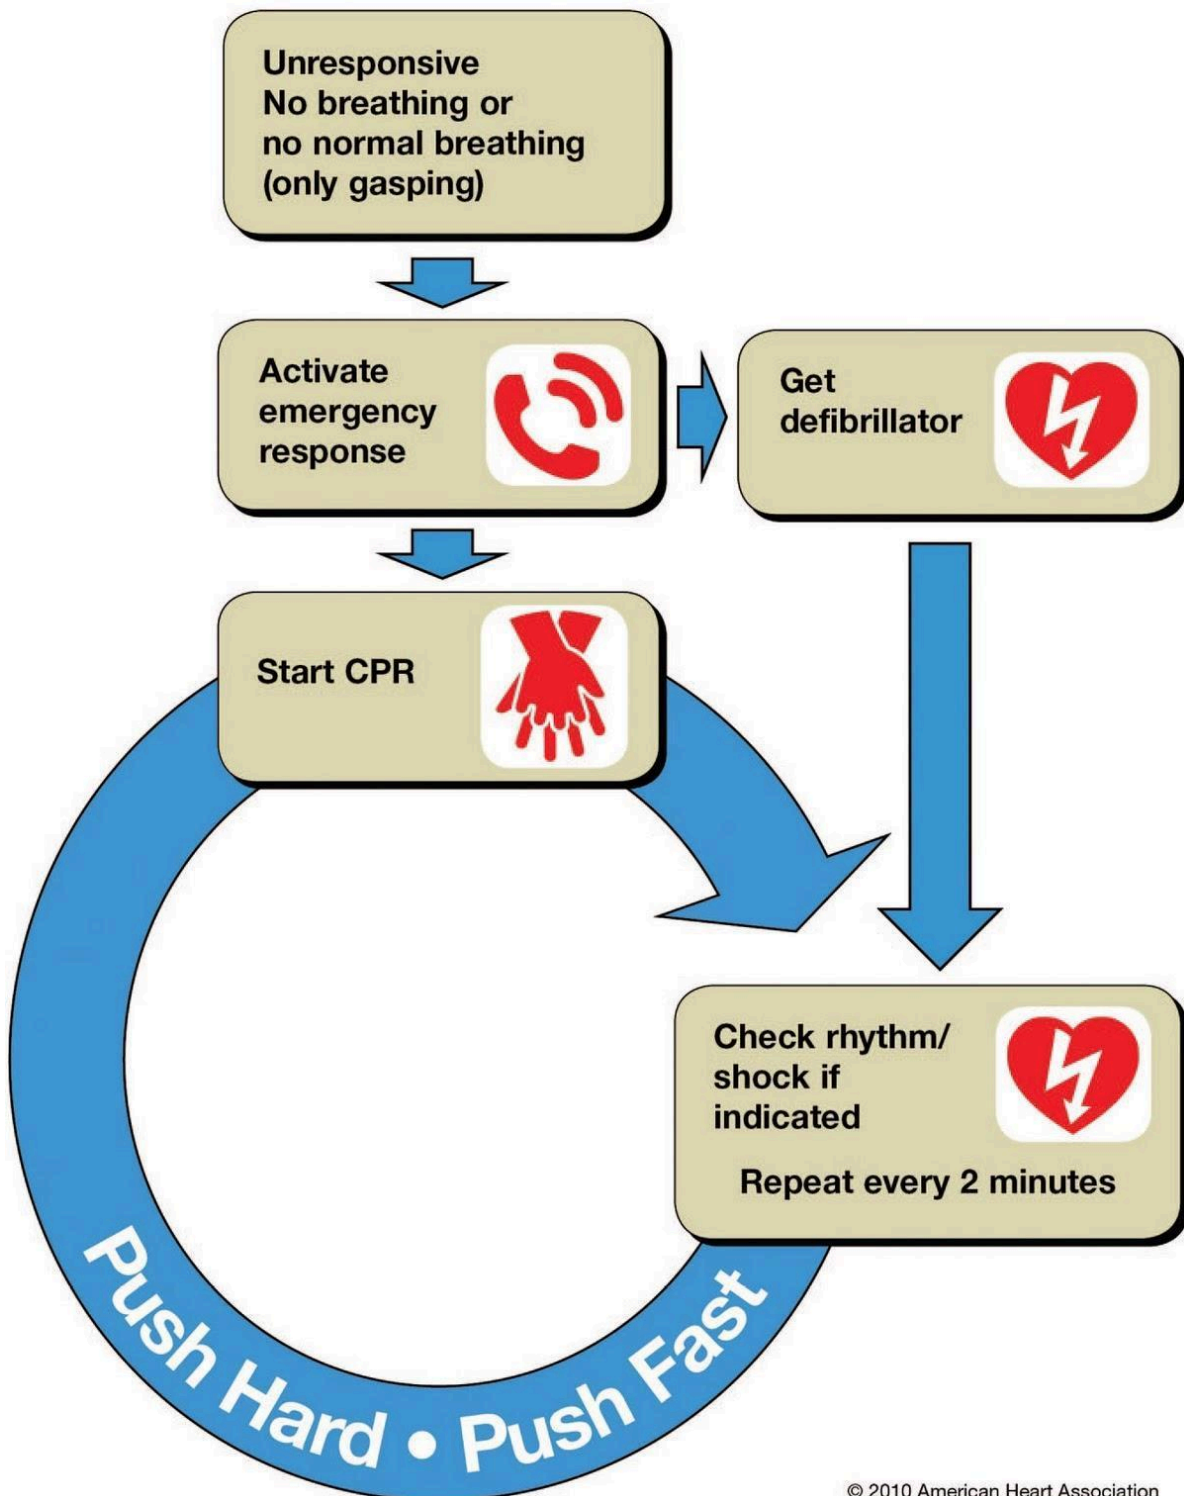 Unresponsive
No breathing or
no normal breathing
(only gasping)
Activate
emergency
response
Get
defibrillator
Start CPR
Check rhythm/
shock if
indicated
Repeat every 2 minutes
Push Hard • Push Fast
© 2010 American Heart Association